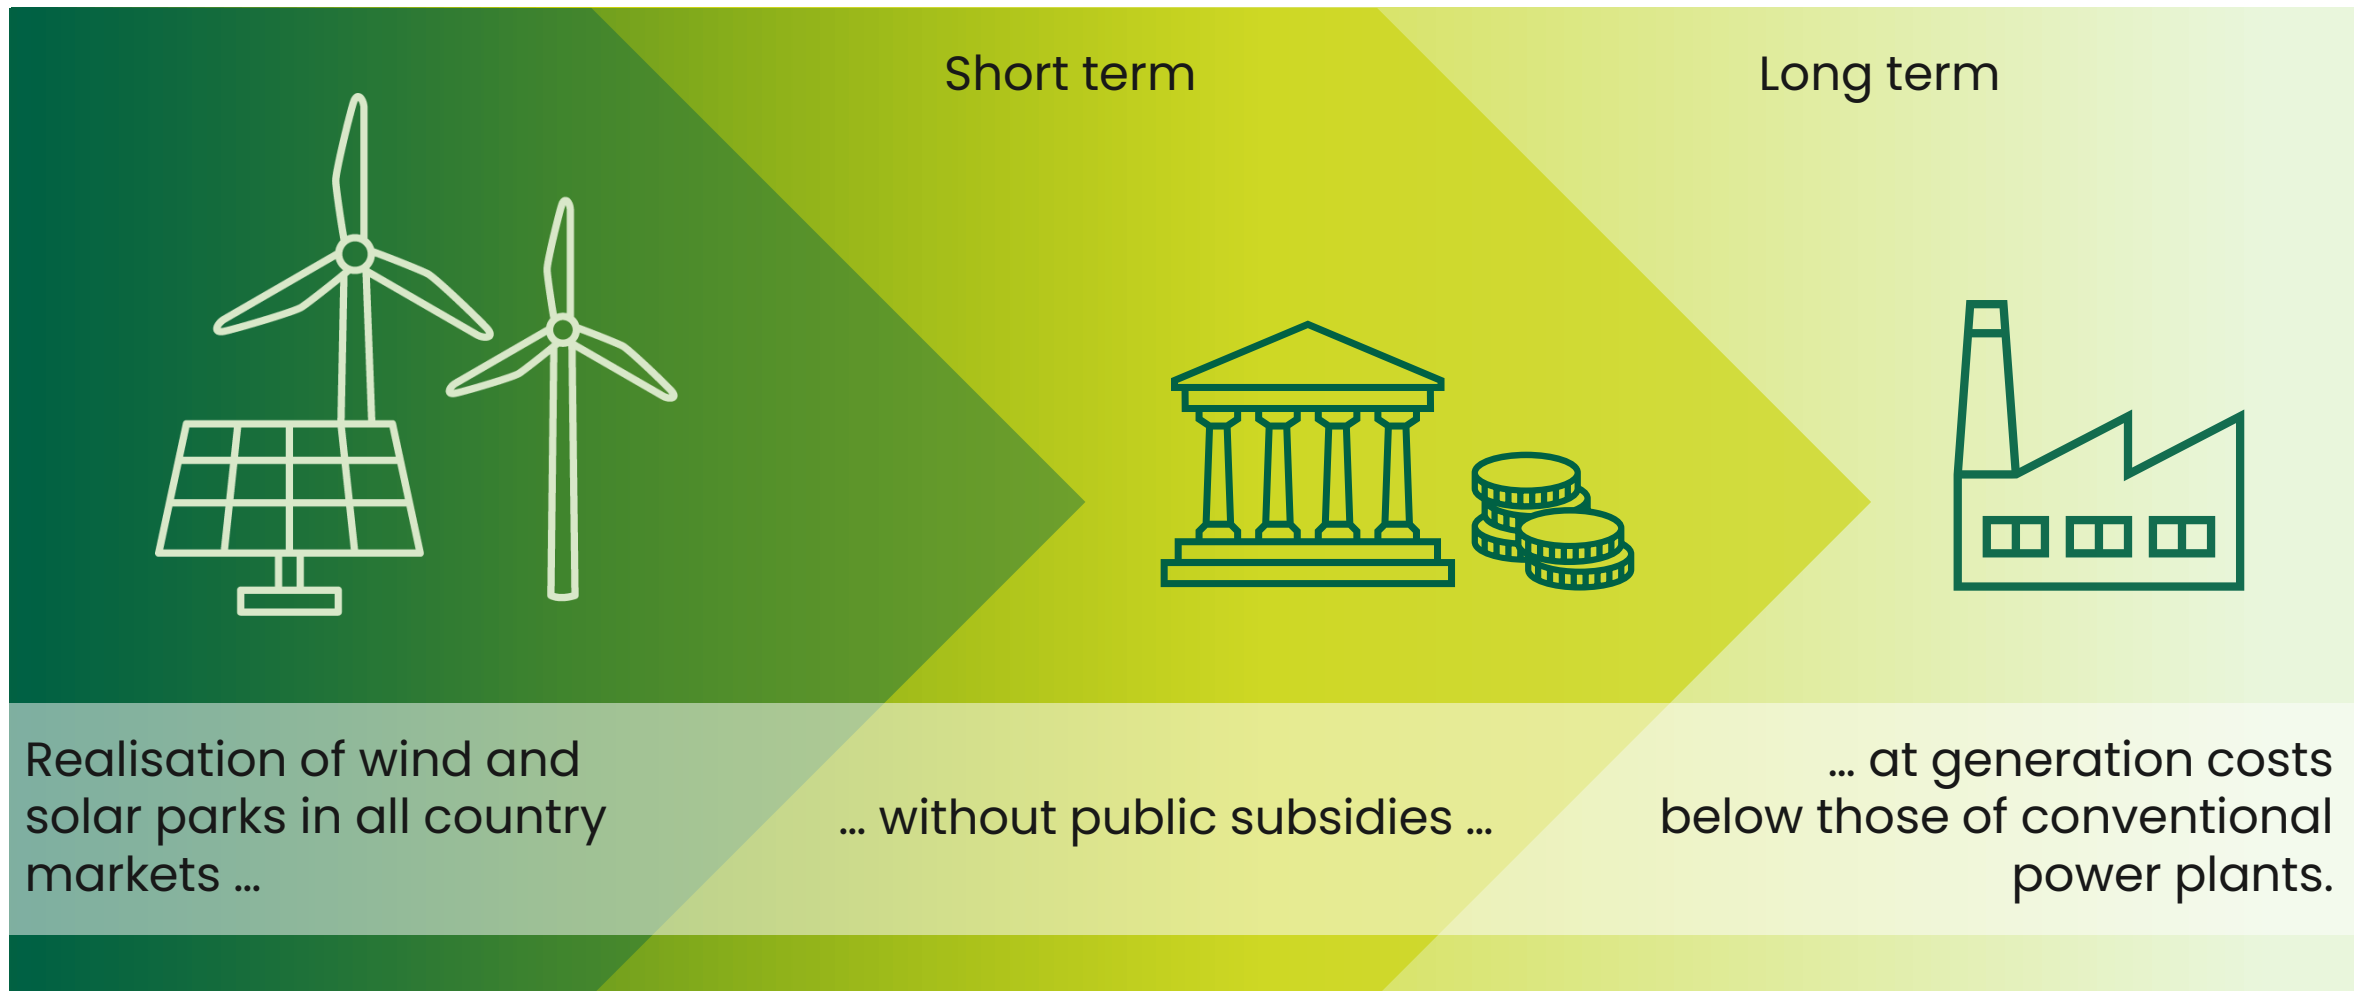 Short term
Long term
Realisation of wind and
solar parks in all country
markets ...
... without public subsidies ...
... at generation costs
below those of conventional
power plants.